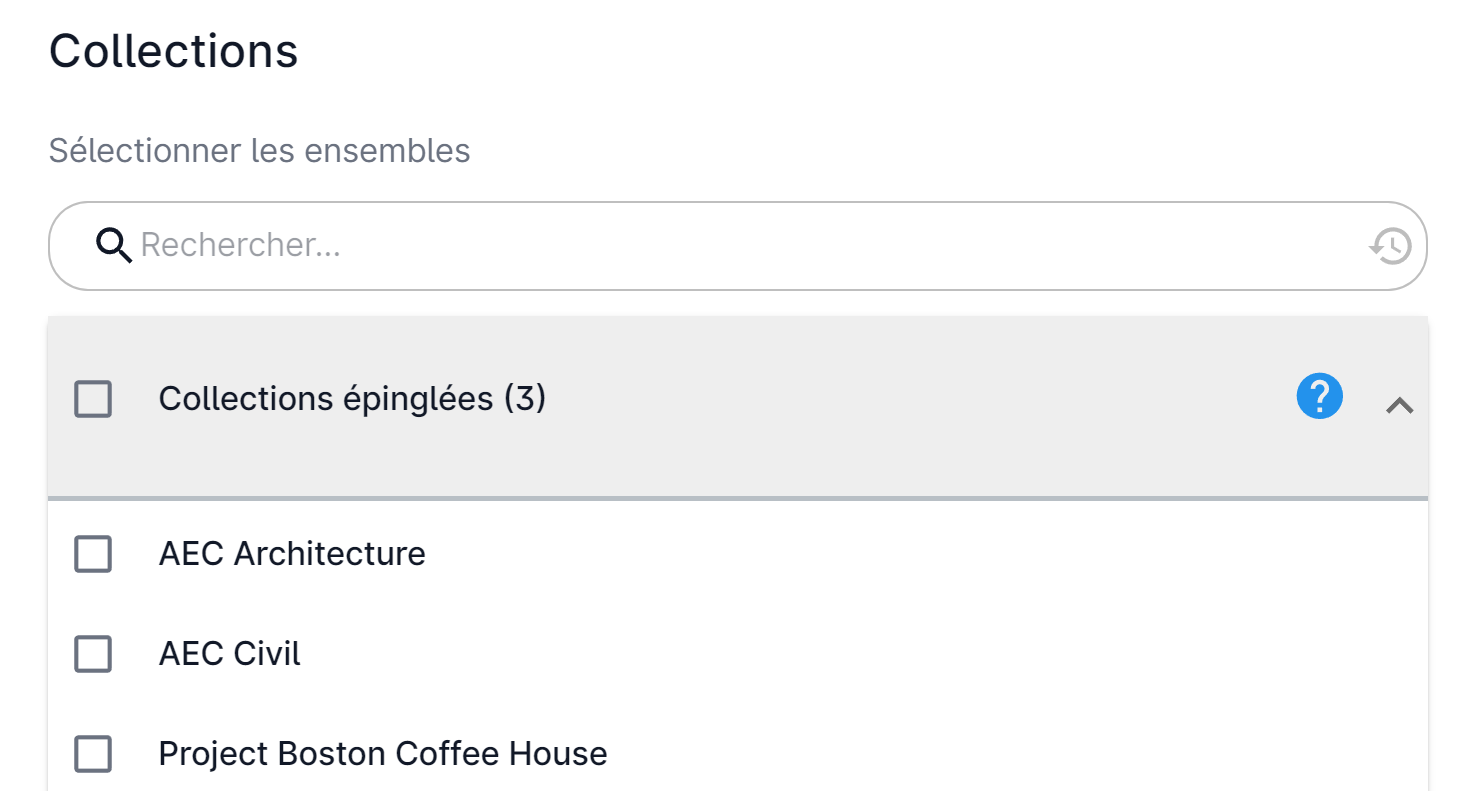 Collections
Sélectionner les ensembles
Rechercher...
Collections épinglées (3)
?
AEC Architecture
AEC Civil
Project Boston Coffee House